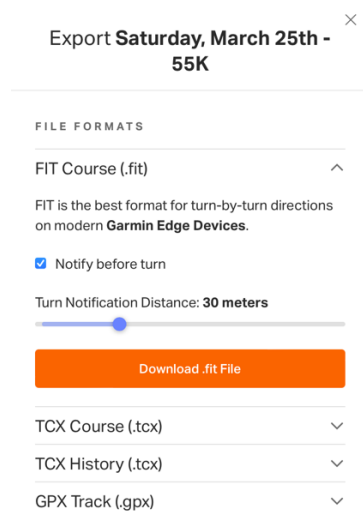 Export Saturday, March 25th -
55K
FILE FORMATS
FIT Course (.fit)
FIT is the best format for turn-by-turn directions
on modern Garmin Edge Devices.
Notify before turn
Turn Notification Distance: 30 meters
Download .fit File
TCX Course (.tcx)
TCX History (.tcx)
GPX Track (.gpx)